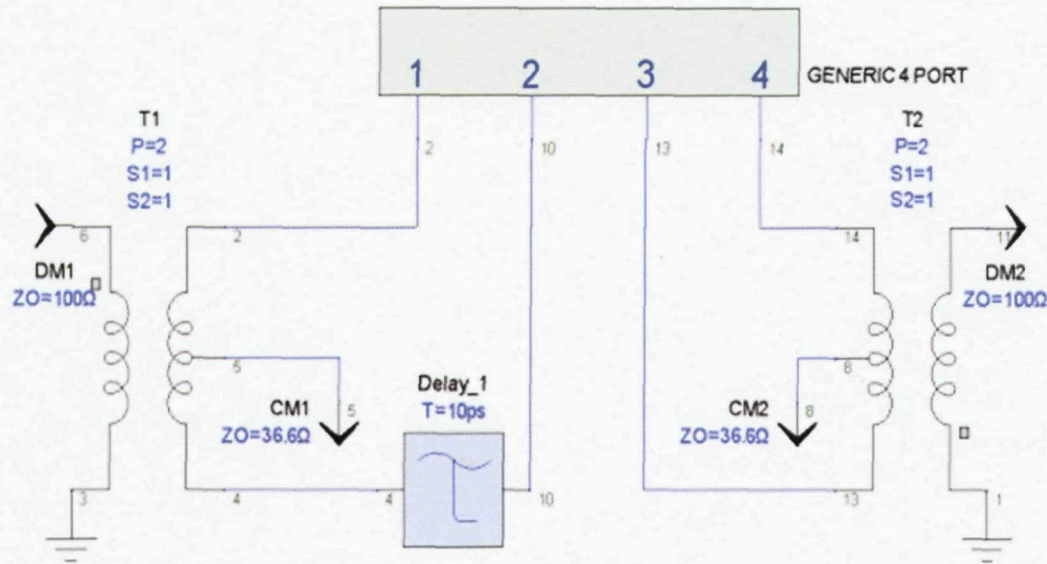 1 2 3 4
GENERIC 4 PORT
T1
P=2
S1=1
S2=1
T2
P=2
S1=1
S2=1
2
10
13
14
6
2
14
11
DM1
ZO=100Ω
DM2
ZO=100Ω
5
8
CM1
ZO=36.6Ω
5
Delay_1
T=10ps
CM2
ZO=36.6Ω
8
3
4
4
10
13
1